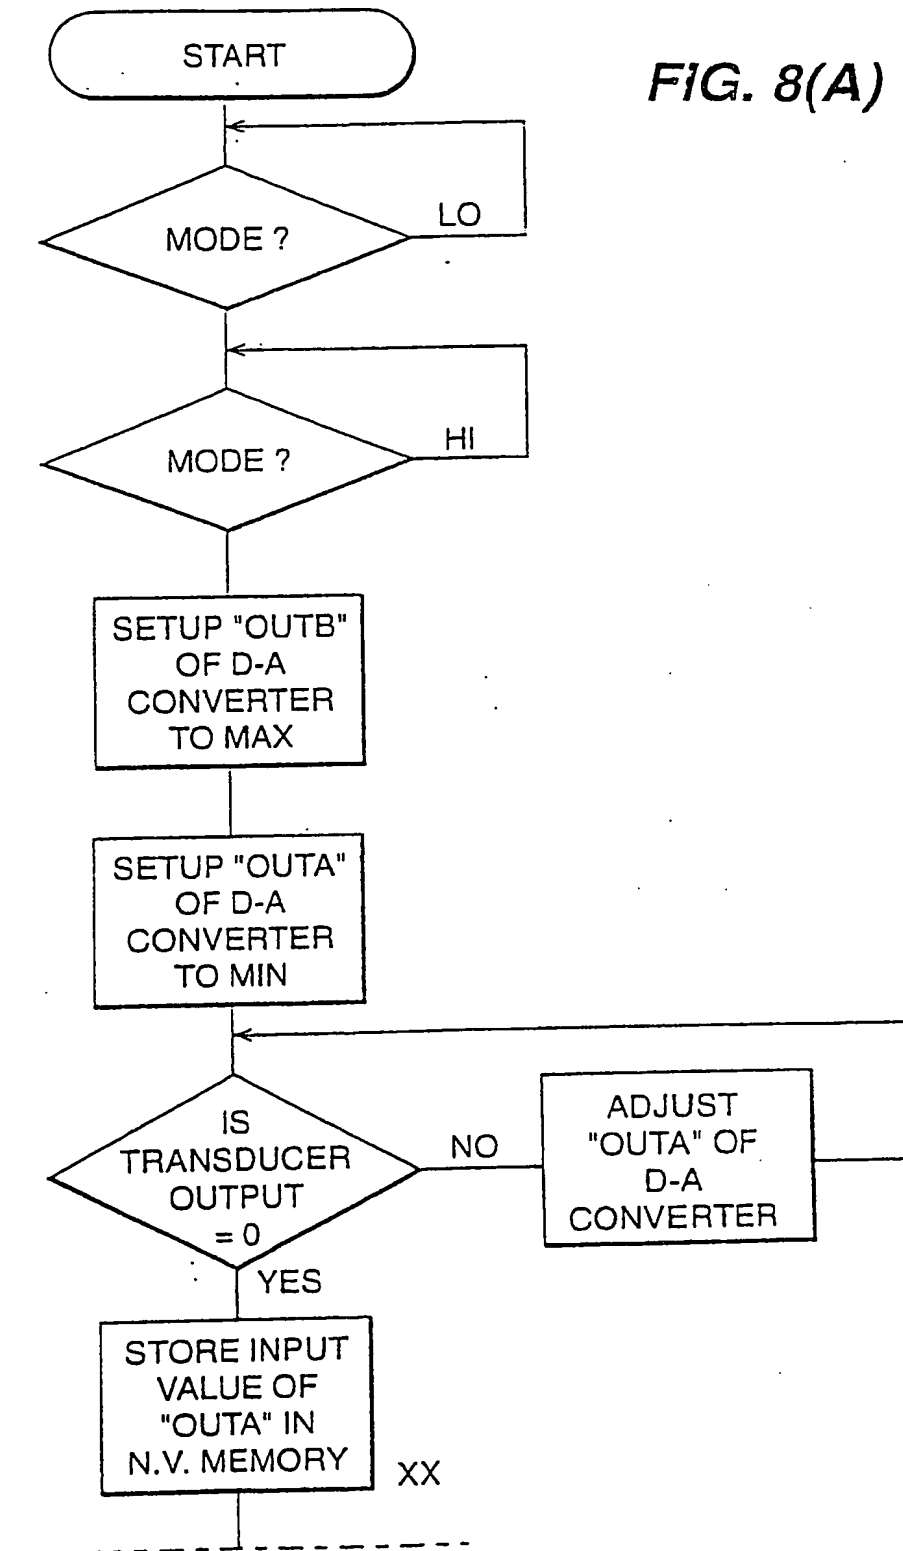 START
FIG. 8(A)
LO
MODE ?
HI
MODE ?
SETUP "OUTB"
OF D-A
CONVERTER
TO MAX
SETUP "OUTA"
OF D-A
CONVERTER
TO MIN
IS
TRANSDUCER
OUTPUT
= 0
NO
ADJUST
"OUTA" OF
D-A
CONVERTER
YES
STORE INPUT
VALUE OF
"OUTA" IN
N.V. MEMORY
XX